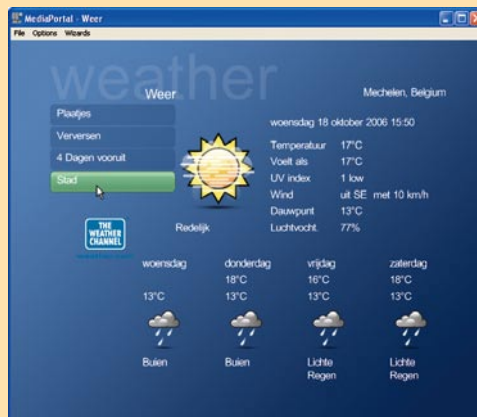 MediaPortal - Weer
File Options Wizards
weather
Weer
Mechelen, Belgium
Plaatjes
Verversen
4 Dagen vooruit
Stad
woensdag 18 oktober 2006 15:50
Temperatuur 17°C
Voelt als 17°C
UV index 1 low
Wind uit SE met 10 km/h
Dauwpunt 13°C
Luchtvocht. 77%
THE
WEATHER
CHANNEL
Redelijk
woensdag donderdag vrijdag zaterdag
18°C 16°C 18°C
13°C 13°C 13°C 13°C
Buien Buien Lichte Lichte
Regen Regen